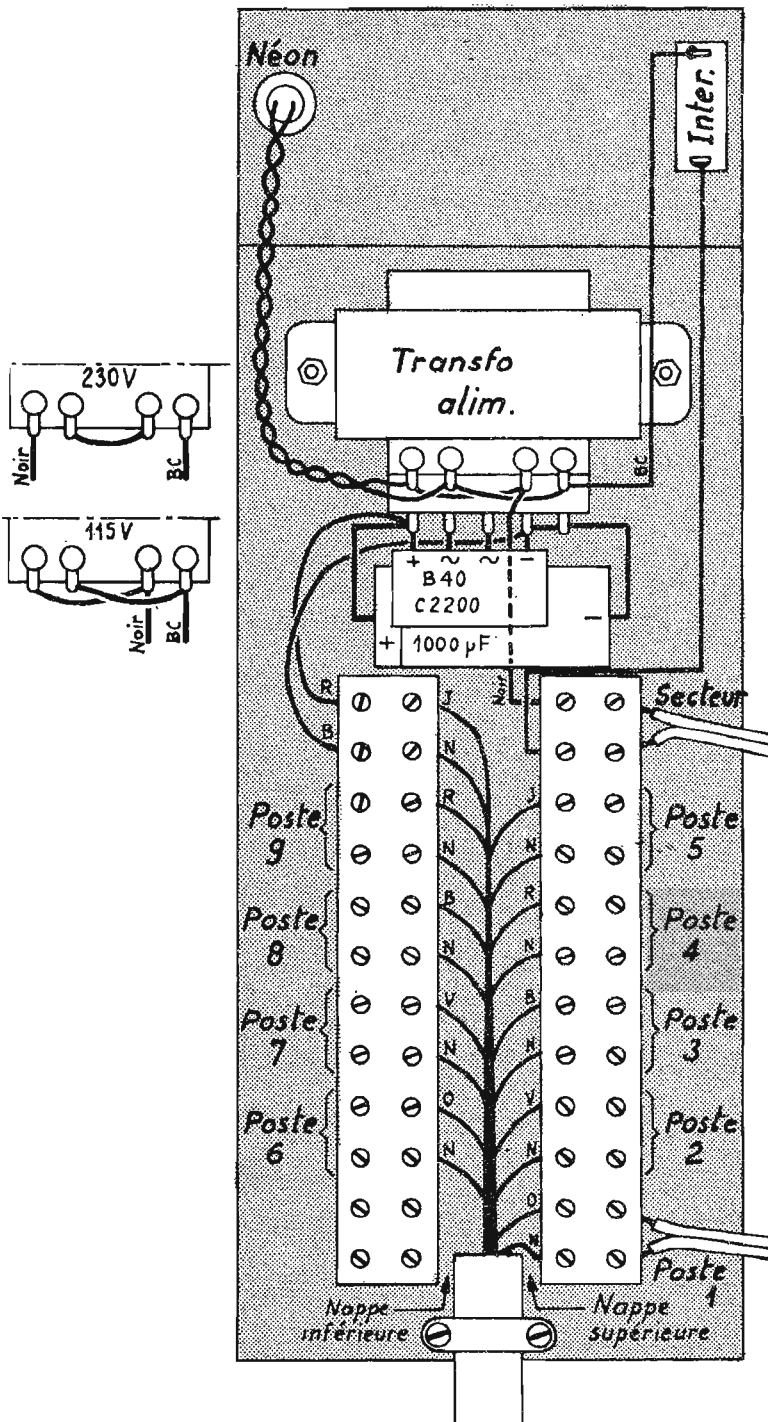 Néon
Inter.
230V
Noir
BC
115V
Noir
BC
Transfo
alim.
BC
+ ~ ~ -
B40
C2200
+
-
1000 µF
Noir
Secteur
R
J
B
N
R
J
N
N
B
R
N
N
V
B
N
N
O
V
N
N
O
N
Poste
9
Poste
8
Poste
7
Poste
6
Poste
5
Poste
4
Poste
3
Poste
2
Poste
1
Nappe
inférieure
Nappe
supérieure